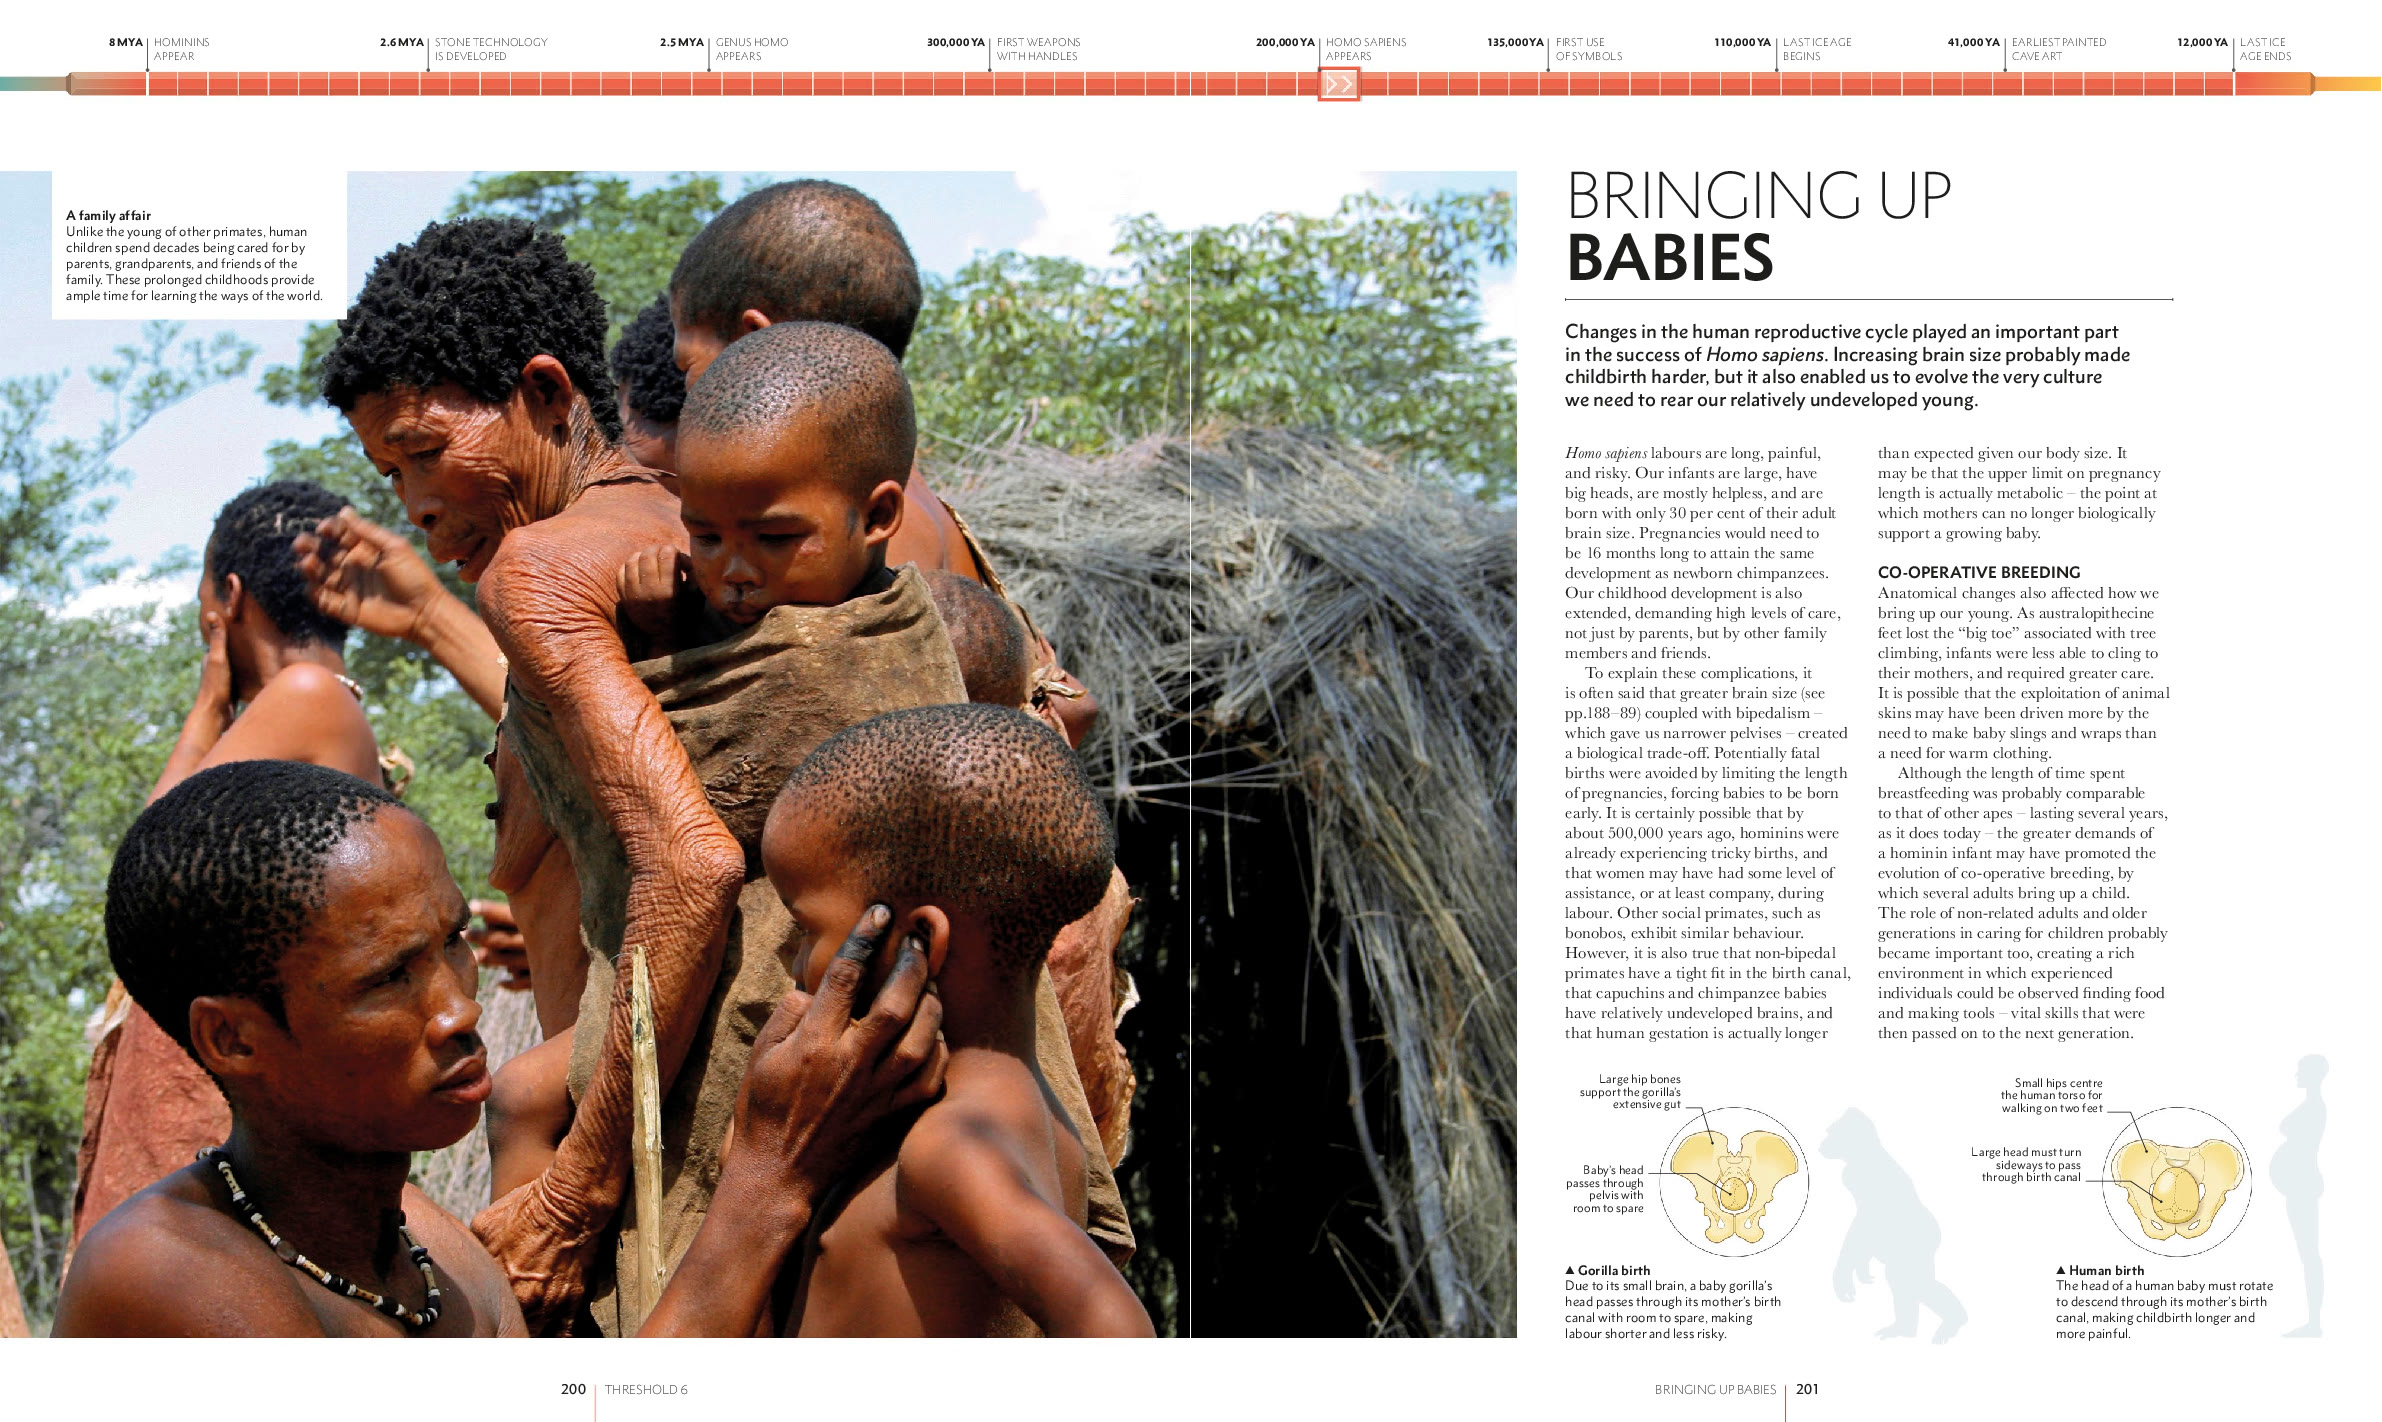 8 MYA HOMININS
APPEAR
2.6 MYA STONE TECHNOLOGY
IS DEVELOPED
2.5 MYA GENUS HOMO
APPEARS
300,000 YA FIRST WEAPONS
WITH HANDLES
200,000 YA HOMO SAPIENS
APPEARS
135,000 YA FIRST USE
OF SYMBOLS
110,000 YA LAST ICE AGE
BEGINS
41,000 YA EARLIEST PAINTED
CAVE ART
12,000 YA LAST ICE
AGE ENDS
A family affair
Unlike the young of other primates, human
children spend decades being cared for by
parents, grandparents, and friends of the
family. These prolonged childhoods provide
ample time for learning the ways of the world.
BRINGING UP
BABIES
Changes in the human reproductive cycle played an important part
in the success of Homo sapiens. Increasing brain size probably made
childbirth harder, but it also enabled us to evolve the very culture
we need to rear our relatively undeveloped young.
Homo sapiens labours are long, painful,
and risky. Our infants are large, have
big heads, are mostly helpless, and are
born with only 30 per cent of their adult
brain size. Pregnancies would need to
be 16 months long to attain the same
development as newborn chimpanzees.
Our childhood development is also
extended, demanding high levels of care,
not just by parents, but by other family
members and friends.
To explain these complications, it
is often said that greater brain size (see
pp.188–89) coupled with bipedalism –
which gave us narrower pelvises – created
a biological trade-off. Potentially fatal
births were avoided by limiting the length
of pregnancies, forcing babies to be born
early. It is certainly possible that by
about 500,000 years ago, hominins were
already experiencing tricky births, and
that women may have had some level of
assistance, or at least company, during
labour. Other social primates, such as
bonobos, exhibit similar behaviour.
However, it is also true that non-bipedal
primates have a tight fit in the birth canal,
that capuchins and chimpanzee babies
have relatively undeveloped brains, and
that human gestation is actually longer
than expected given our body size. It
may be that the upper limit on pregnancy
length is actually metabolic – the point at
which mothers can no longer biologically
support a growing baby.
CO-OPERATIVE BREEDING
Anatomical changes also affected how we
bring up our young. As australopithecine
feet lost the “big toe” associated with tree
climbing, infants were less able to cling to
their mothers, and required greater care.
It is possible that the exploitation of animal
skins may have been driven more by the
need to make baby slings and wraps than
a need for warm clothing.
Although the length of time spent
breastfeeding was probably comparable
to that of other apes – lasting several years,
as it does today – the greater demands of
a hominin infant may have promoted the
evolution of co-operative breeding, by
which several adults bring up a child.
The role of non-related adults and older
generations in caring for children probably
became important too, creating a rich
environment in which experienced
individuals could be observed finding food
and making tools – vital skills that were
then passed on to the next generation.
Large hip bones
support the gorilla’s
extensive gut
Baby’s head
passes through
pelvis with
room to spare
▲ Gorilla birth
Due to its small brain, a baby gorilla’s
head passes through its mother’s birth
canal with room to spare, making
labour shorter and less risky.
Small hips centre
the human torso for
walking on two feet
Large head must turn
sideways to pass
through birth canal
▲ Human birth
The head of a human baby must rotate
to descend through its mother’s birth
canal, making childbirth longer and
more painful.
200 THRESHOLD 6
BRINGING UP BABIES 201